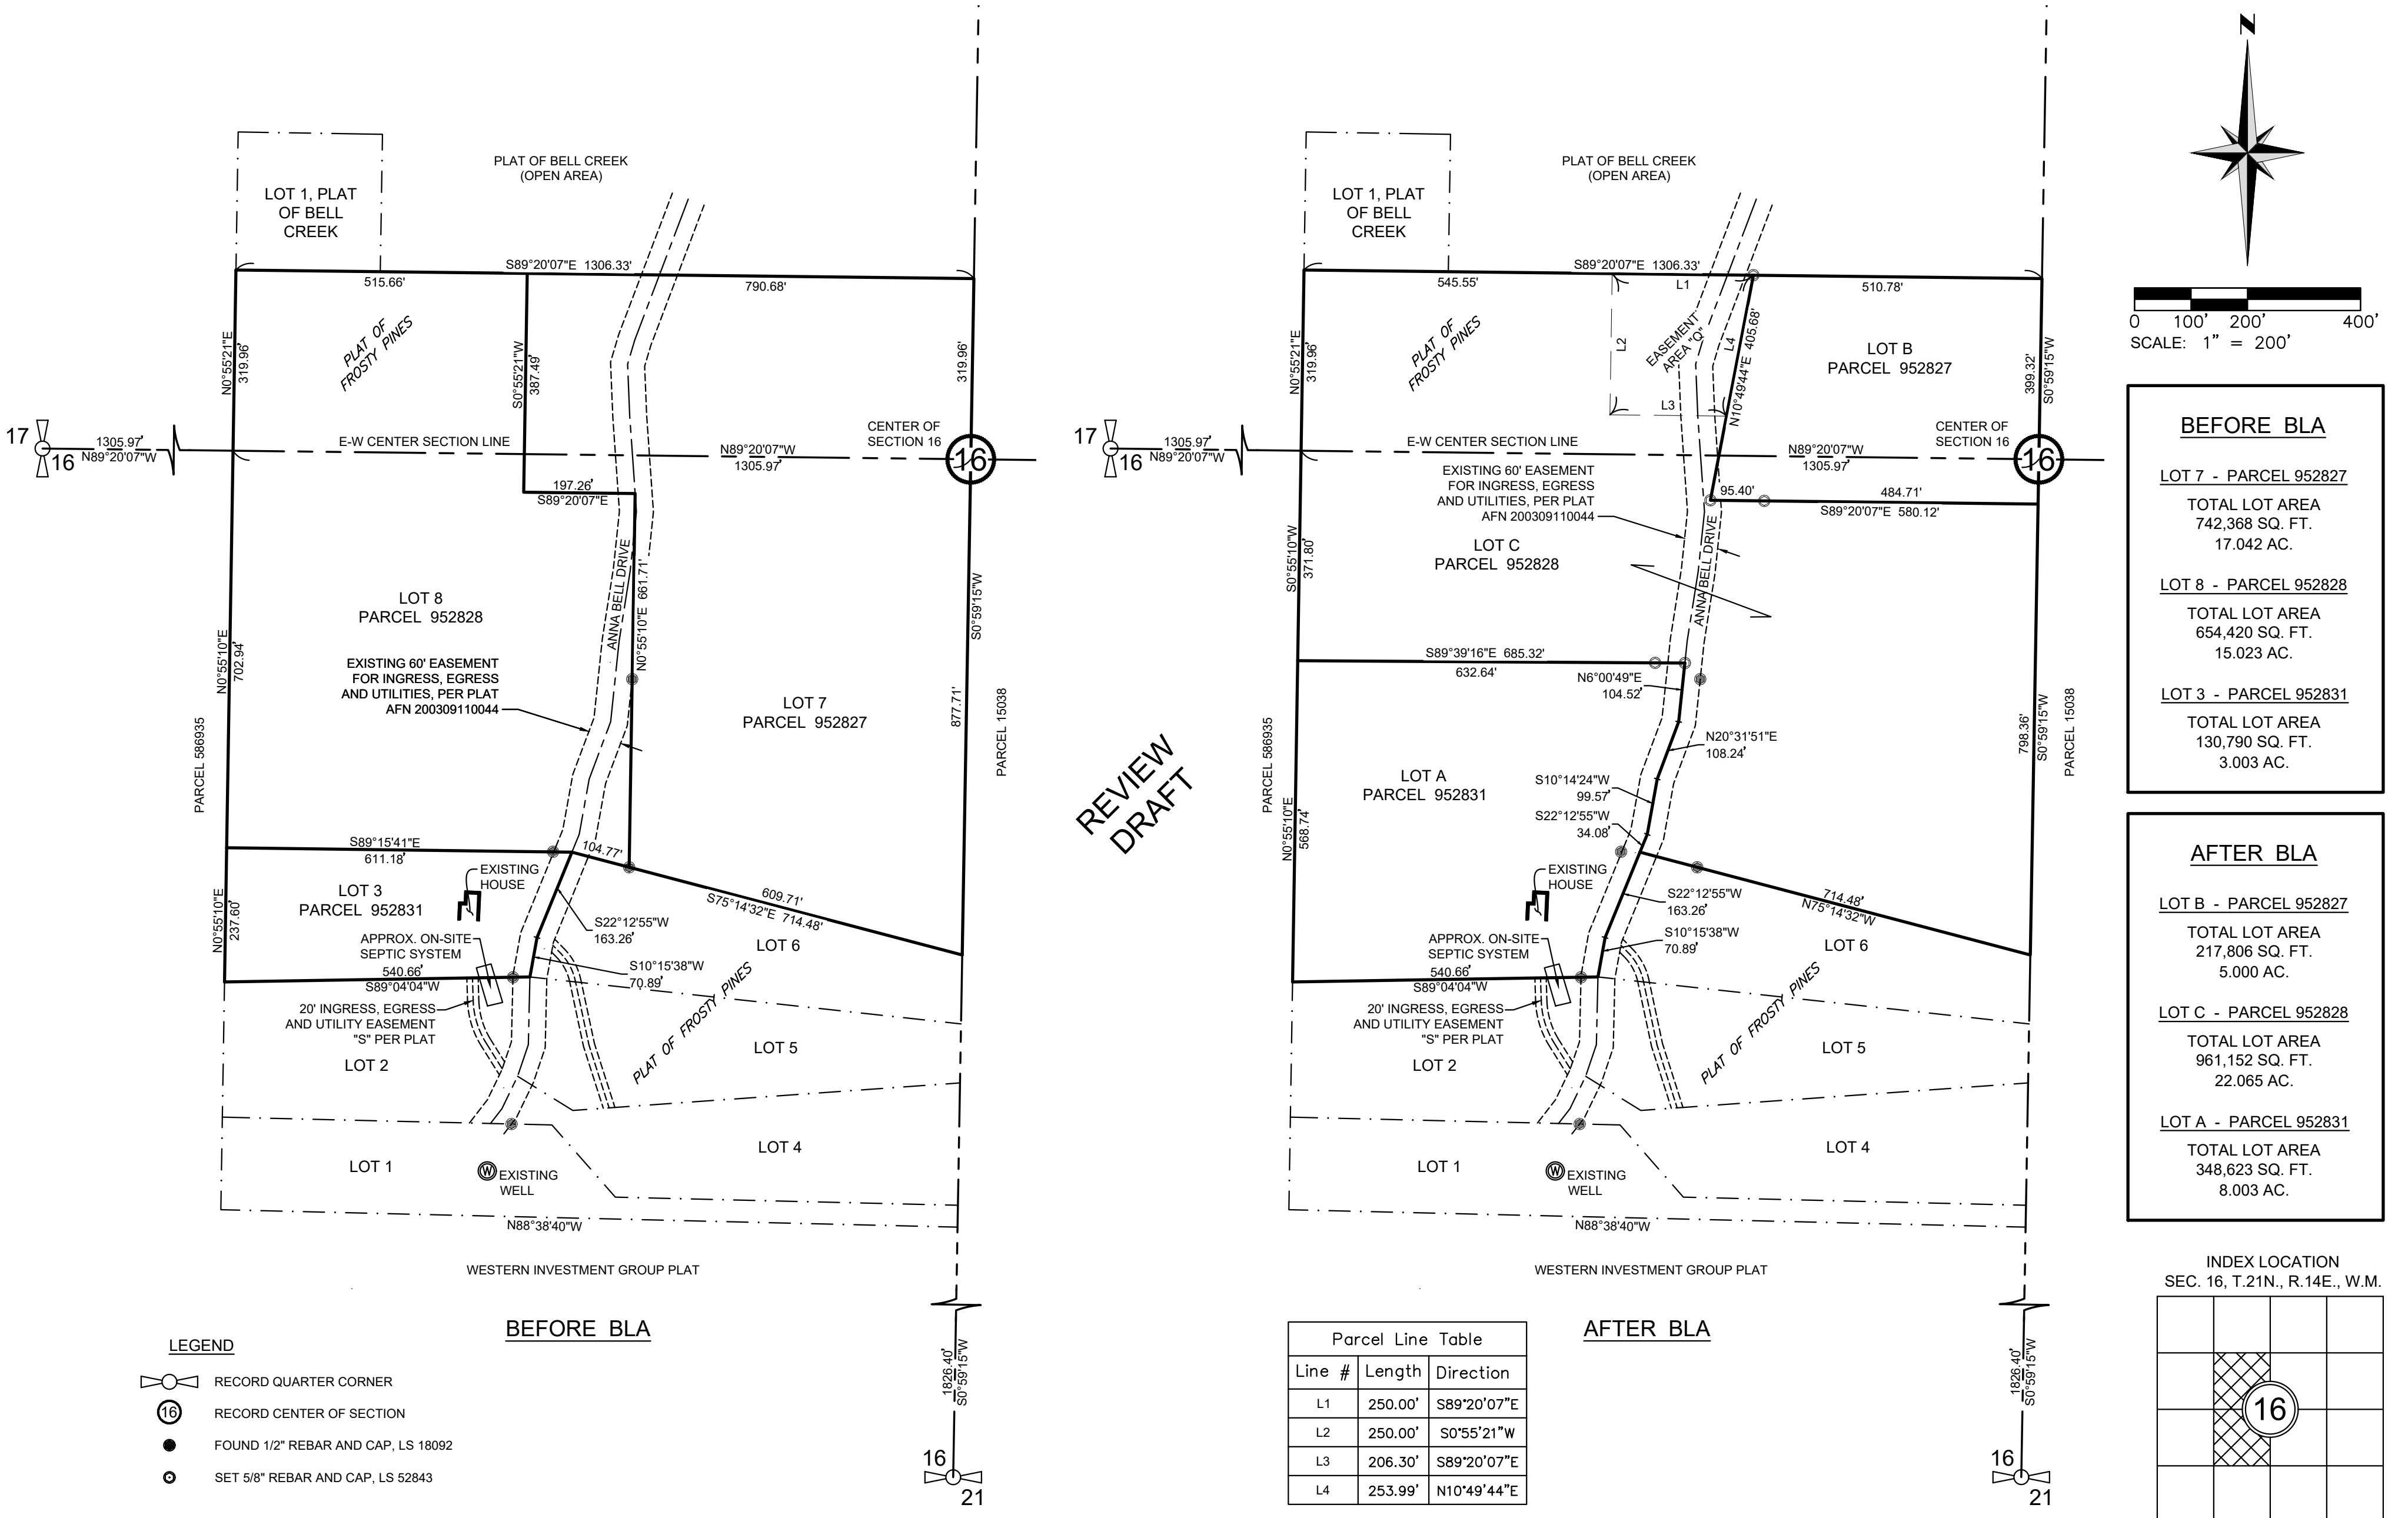 PLAT OF BELL CREEK
(OPEN AREA)
LOT 1, PLAT
OF BELL
CREEK
S89°20'07"E 1306.33'
515.66'
790.68'
N0°55'21"E
319.96'
PLAT OF
FROSTY PINES
S0°55'21"W
387.49'
319.96'
17
16
1305.97'
N89°20'07"W
E-W CENTER SECTION LINE
N89°20'07"W
1305.97'
CENTER OF
SECTION 16
16
197.26'
S89°20'07"E
ANNA BELL DRIVE
N0°55'10"E 661.71'
S0°59'15"W
877.71'
LOT 8
PARCEL 952828
EXISTING 60' EASEMENT
FOR INGRESS, EGRESS
AND UTILITIES, PER PLAT
AFN 200309110044
LOT 7
PARCEL 952827
N0°55'10"E
702.94'
PARCEL 586935
PARCEL 15038
S89°15'41"E
611.18'
104.77'
609.71'
S75°14'32"E 714.48'
EXISTING
HOUSE
LOT 3
PARCEL 952831
N0°55'10"E
237.60'
S22°12'55"W
163.26'
LOT 6
APPROX. ON-SITE
SEPTIC SYSTEM
S10°15'38"W
70.89'
540.66'
S89°04'04"W
20' INGRESS, EGRESS
AND UTILITY EASEMENT
"S" PER PLAT
PLAT OF FROSTY PINES
LOT 2
LOT 5
LOT 1
LOT 4
W
EXISTING
WELL
N88°38'40"W
WESTERN INVESTMENT GROUP PLAT
BEFORE BLA
1826.40'
S0°59'15"W
16
21
LEGEND
RECORD QUARTER CORNER
16
RECORD CENTER OF SECTION
FOUND 1/2" REBAR AND CAP, LS 18092
SET 5/8" REBAR AND CAP, LS 52843
REVIEW
DRAFT
PLAT OF BELL CREEK
(OPEN AREA)
LOT 1, PLAT
OF BELL
CREEK
S89°20'07"E 1306.33'
545.55'
L1
510.78'
N0°55'21"E
319.96'
PLAT OF
FROSTY PINES
L2
EASEMENT
AREA "Q"
L4
N10°49'44"E 405.68'
L3
LOT B
PARCEL 952827
399.32'
S0°59'15"W
17
16
1305.97'
N89°20'07"W
E-W CENTER SECTION LINE
N89°20'07"W
1305.97'
CENTER OF
SECTION 16
16
EXISTING 60' EASEMENT
FOR INGRESS, EGRESS
AND UTILITIES, PER PLAT
AFN 200309110044
95.40'
484.71'
S89°20'07"E 580.12'
LOT C
PARCEL 952828
S0°55'10"W
371.80'
ANNA BELL DRIVE
S89°39'16"E 685.32'
632.64'
N6°00'49"E
104.52'
N20°31'51"E
108.24'
798.36'
S0°59'15"W
PARCEL 15038
PARCEL 586935
LOT A
PARCEL 952831
S10°14'24"W
99.57'
S22°12'55"W
34.08'
N0°55'10"E
568.74'
EXISTING
HOUSE
714.48'
N75°14'32"W
S22°12'55"W
163.26'
LOT 6
APPROX. ON-SITE
SEPTIC SYSTEM
S10°15'38"W
70.89'
540.66'
S89°04'04"W
20' INGRESS, EGRESS
AND UTILITY EASEMENT
"S" PER PLAT
PLAT OF FROSTY PINES
LOT 2
LOT 5
LOT 1
LOT 4
W
EXISTING
WELL
N88°38'40"W
WESTERN INVESTMENT GROUP PLAT
AFTER BLA
1826.40'
S0°59'15"W
16
21
Parcel Line Table
Line # Length Direction
L1 250.00' S89°20'07"E
L2 250.00' S0°55'21"W
L3 206.30' S89°20'07"E
L4 253.99' N10°49'44"E
N
0 100' 200' 400'
SCALE: 1" = 200'
BEFORE BLA
LOT 7 - PARCEL 952827
TOTAL LOT AREA
742,368 SQ. FT.
17.042 AC.
LOT 8 - PARCEL 952828
TOTAL LOT AREA
654,420 SQ. FT.
15.023 AC.
LOT 3 - PARCEL 952831
TOTAL LOT AREA
130,790 SQ. FT.
3.003 AC.
AFTER BLA
LOT B - PARCEL 952827
TOTAL LOT AREA
217,806 SQ. FT.
5.000 AC.
LOT C - PARCEL 952828
TOTAL LOT AREA
961,152 SQ. FT.
22.065 AC.
LOT A - PARCEL 952831
TOTAL LOT AREA
348,623 SQ. FT.
8.003 AC.
INDEX LOCATION
SEC. 16, T.21N., R.14E., W.M.
16